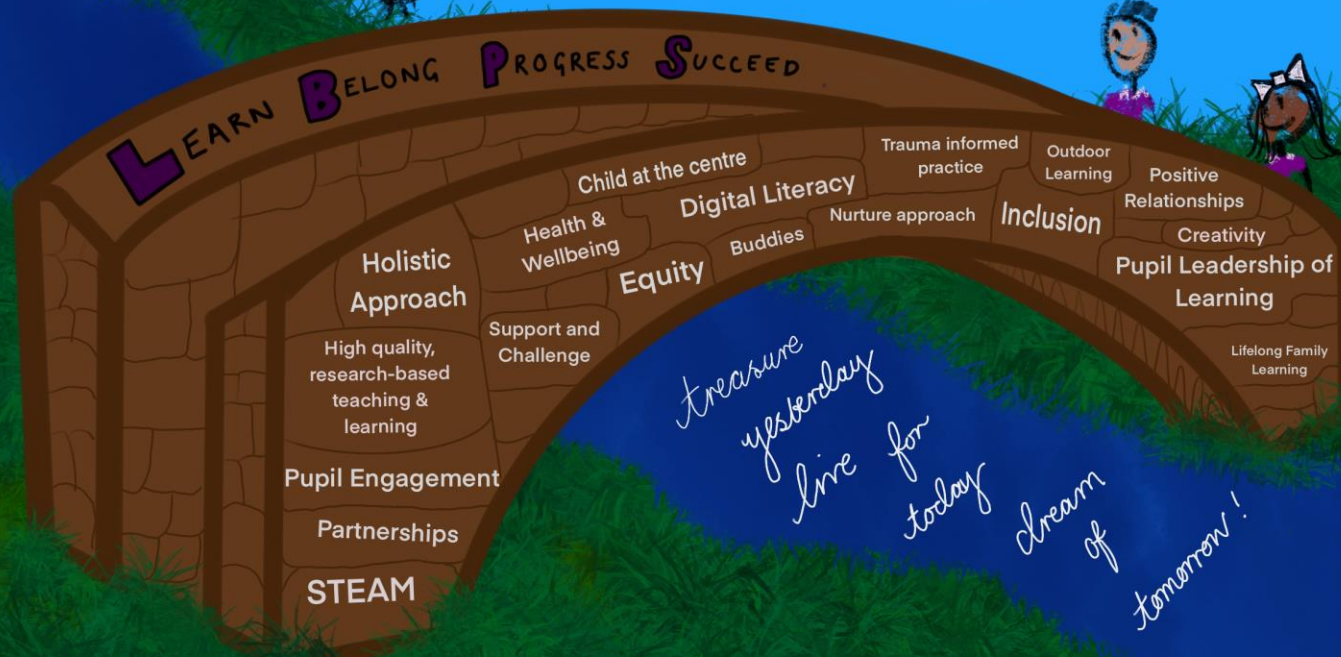 LEARN BELONG PROGRESS SUCCEED
Child at the centre
Trauma informed
practice
Outdoor
Learning
Positive
Relationships
Health &
Wellbeing
Digital Literacy
Nurture approach
Inclusion
Creativity
Holistic
Approach
Equity
Buddies
Pupil Leadership of
Learning
Support and
Challenge
High quality,
research-based
teaching &
learning
Lifelong Family
Learning
Pupil Engagement
Partnerships
STEAM
treasure
yesterday
live for
today
dream
of
tomorrow!